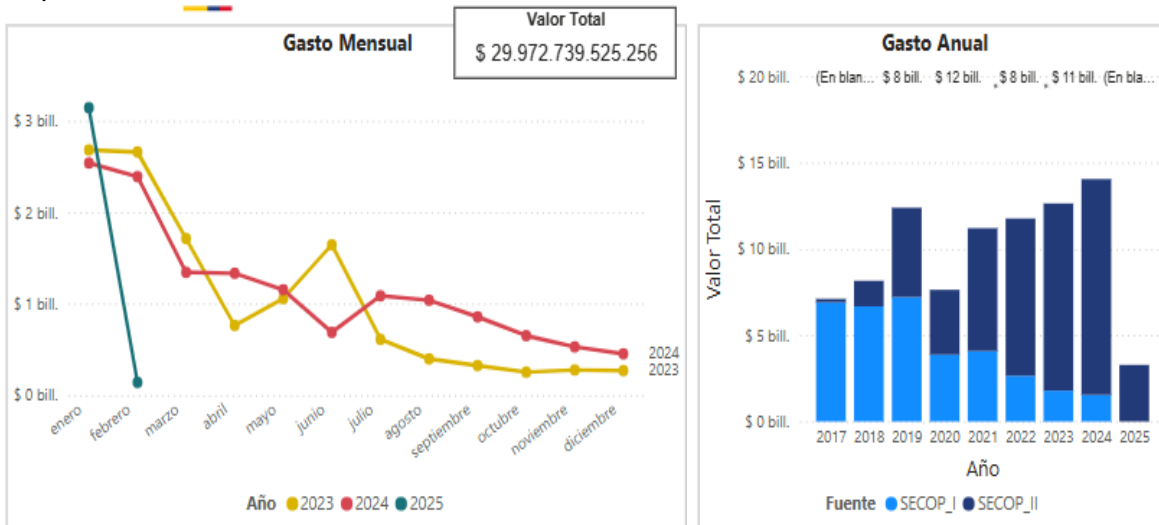 Gasto Mensual
Valor Total
$ 29.972.739.525.256
$ 3 bill.
$ 2 bill.
$ 1 bill.
$ 0 bill.
2024
2023
enero
febrero
marzo
abril
mayo
junio
julio
agosto
septiembre
octubre
noviembre
diciembre
Año 2023 2024 2025
Gasto Anual
$ 20 bill.
(En blan... $ 8 bill. $ 12 bill. $ 8 bill. $ 11 bill. (En bla...
$ 15 bill.
$ 10 bill.
$ 5 bill.
$ 0 bill.
Valor Total
2017 2018 2019 2020 2021 2022 2023 2024 2025
Año
Fuente SECOP_I SECOP_II